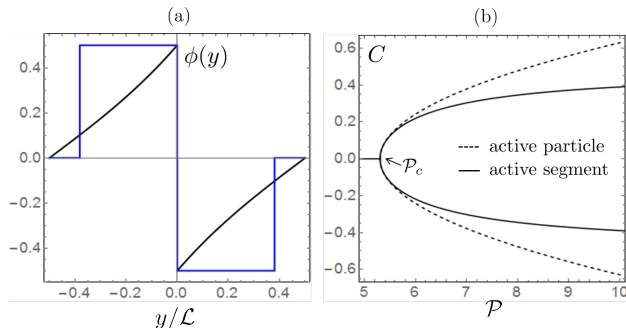 (a)
0.4
0.2
0.0
−0.2
−0.4
ϕ(y)
−0.4 −0.2 0.0 0.2 0.4
y/ℒ
(b)
0.6
0.4
0.2
0.0
−0.2
−0.4
−0.6
C
active particle
active segment
𝒫c
5 6 7 8 9 10
𝒫